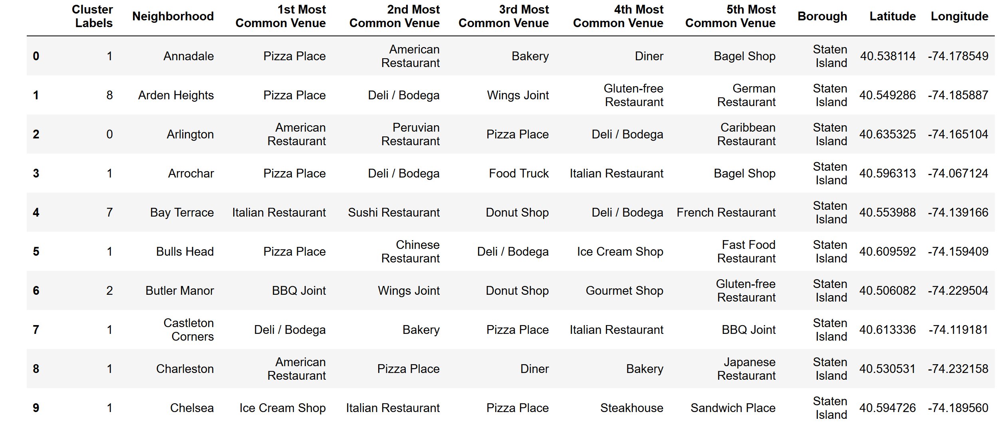 Cluster Labels Neighborhood 1st Most Common Venue 2nd Most Common Venue 3rd Most Common Venue 4th Most Common Venue 5th Most Common Venue Borough Latitude Longitude
0 1 Annadale Pizza Place American Restaurant Bakery Diner Bagel Shop Staten Island 40.538114 -74.178549
1 8 Arden Heights Pizza Place Deli / Bodega Wings Joint Gluten-free Restaurant German Restaurant Staten Island 40.549286 -74.185887
2 0 Arlington American Restaurant Peruvian Restaurant Pizza Place Deli / Bodega Caribbean Restaurant Staten Island 40.635325 -74.165104
3 1 Arrochar Pizza Place Deli / Bodega Food Truck Italian Restaurant Bagel Shop Staten Island 40.596313 -74.067124
4 7 Bay Terrace Italian Restaurant Sushi Restaurant Donut Shop Deli / Bodega French Restaurant Staten Island 40.553988 -74.139166
5 1 Bulls Head Pizza Place Chinese Restaurant Deli / Bodega Ice Cream Shop Fast Food Restaurant Staten Island 40.609592 -74.159409
6 2 Butler Manor BBQ Joint Wings Joint Donut Shop Gourmet Shop Gluten-free Restaurant Staten Island 40.506082 -74.229504
7 1 Castleton Corners Deli / Bodega Bakery Pizza Place Italian Restaurant BBQ Joint Staten Island 40.613336 -74.119181
8 1 Charleston American Restaurant Pizza Place Diner Bakery Japanese Restaurant Staten Island 40.530531 -74.232158
9 1 Chelsea Ice Cream Shop Italian Restaurant Pizza Place Steakhouse Sandwich Place Staten Island 40.594726 -74.189560